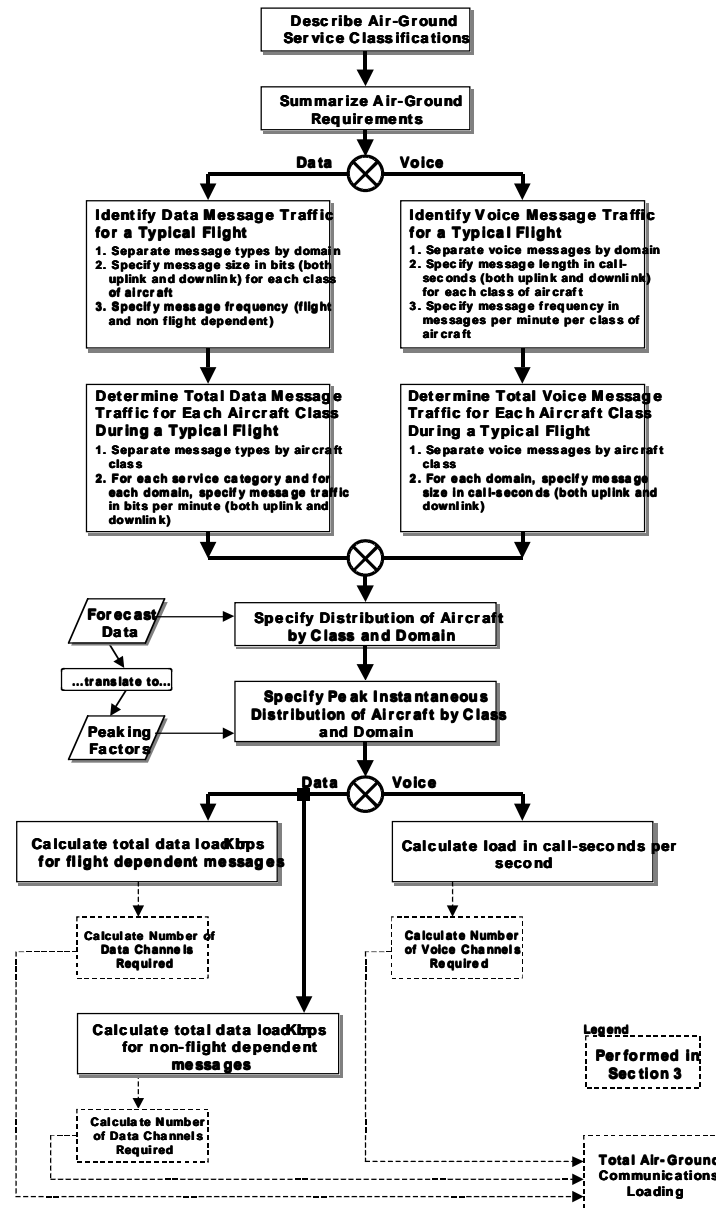 Describe Air-Ground
Service Classifications
Summarize Air-Ground
Requirements
Data
Voice
Identify Data Message Traffic
for a Typical Flight
1. Separate message types by domain
2. Specify message size in bits (both
uplink and downlink) for each class
of aircraft
3. Specify message frequency (flight
and non flight dependent)
Identify Voice Message Traffic
for a Typical Flight
1. Separate voice messages by domain
2. Specify message length in call-
seconds (both uplink and downlink)
for each class of aircraft
3. Specify message frequency in
messages per minute per class of
aircraft
Determine Total Data Message
Traffic for Each Aircraft Class
During a Typical Flight
1. Separate message types by aircraft
class
2. For each service category and for
each domain, specify message traffic
in bits per minute (both uplink and
downlink)
Determine Total Voice Message
Traffic for Each Aircraft Class
During a Typical Flight
1. Separate voice messages by aircraft
class
2. For each domain, specify message
size in call-seconds (both uplink and
downlink)
Forecast
Data
Specify Distribution of Aircraft
by Class and Domain
...translate to...
Specify Peak Instantaneous
Distribution of Aircraft by Class
and Domain
Peaking
Factors
Data
Voice
Calculate total data load in Kbps
for flight dependent messages
Calculate load in call-seconds per
second
Calculate Number of
Data Channels
Required
Calculate Number
of Voice Channels
Required
Calculate total data load in Kbps
for non-flight dependent
messages
Legend
Performed in
Section 3
Calculate Number
of Data Channels
Required
Total Air-Ground
Communications
Loading